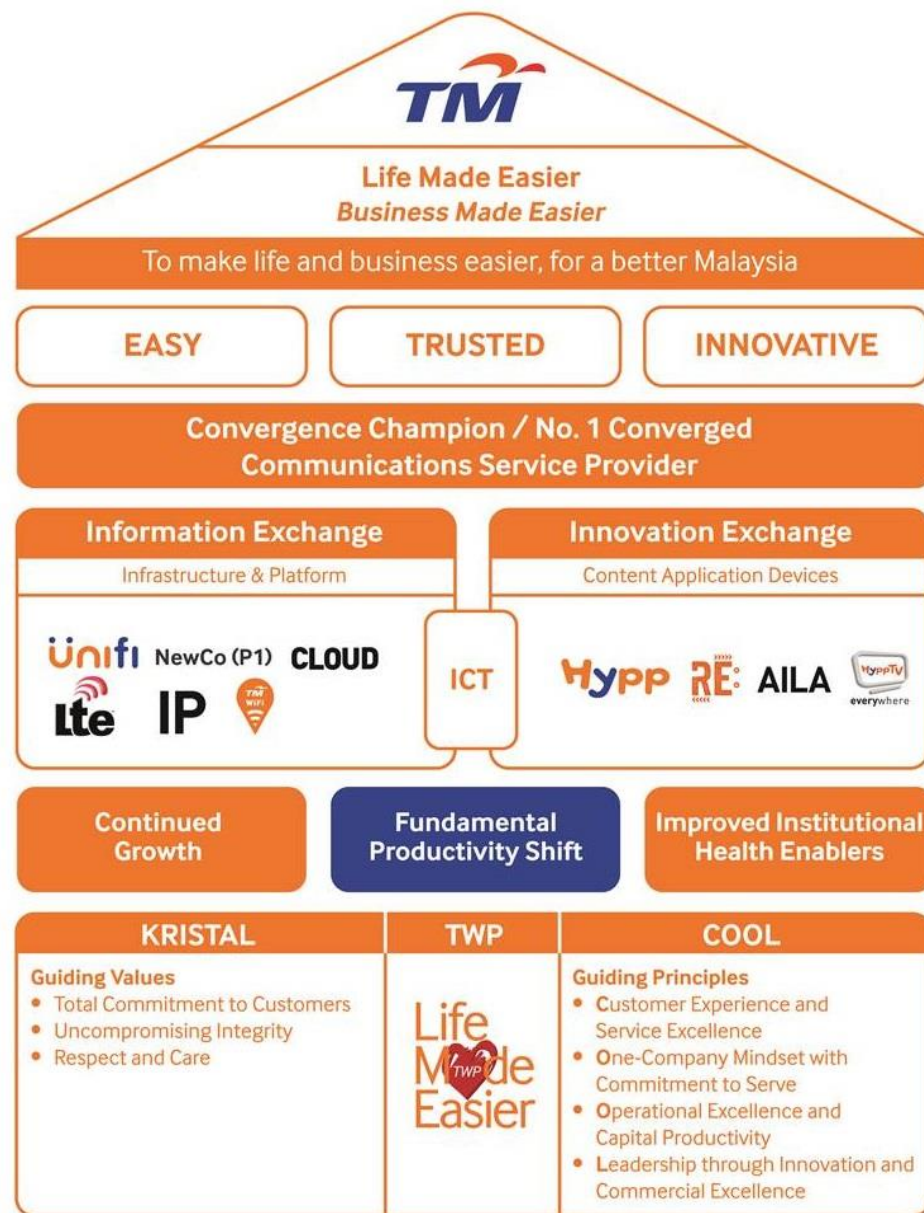 TM
Life Made Easier
Business Made Easier
To make life and business easier, for a better Malaysia
EASY
TRUSTED
INNOVATIVE
Convergence Champion / No. 1 Converged
Communications Service Provider
Information Exchange
Infrastructure & Platform
unifi NewCo (P1) CLOUD
Lte IP TM WiFi
ICT
Innovation Exchange
Content Application Devices
Hypp RE: AILA HyppTV
everywhere
Continued
Growth
Fundamental
Productivity Shift
Improved Institutional
Health Enablers
KRISTAL
Guiding Values
• Total Commitment to Customers
• Uncompromising Integrity
• Respect and Care
TWP
Life
Made
TWP
Easier
COOL
Guiding Principles
• Customer Experience and
Service Excellence
• One-Company Mindset with
Commitment to Serve
• Operational Excellence and
Capital Productivity
• Leadership through Innovation and
Commercial Excellence